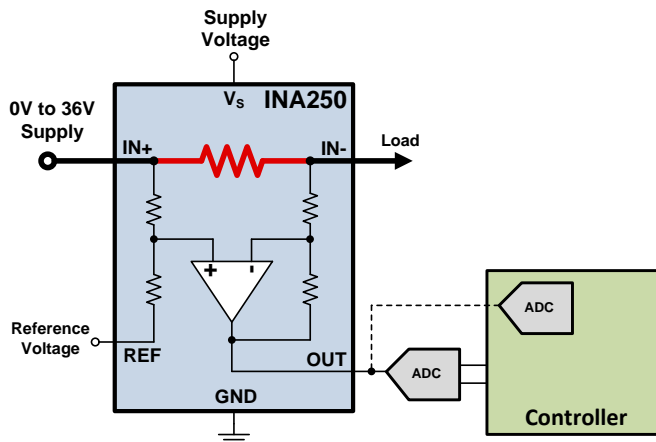 Supply
Voltage
VS
INA250
0V to 36V
Supply
IN+
IN-
Load
+
-
Reference
Voltage
REF
OUT
GND
ADC
ADC
Controller